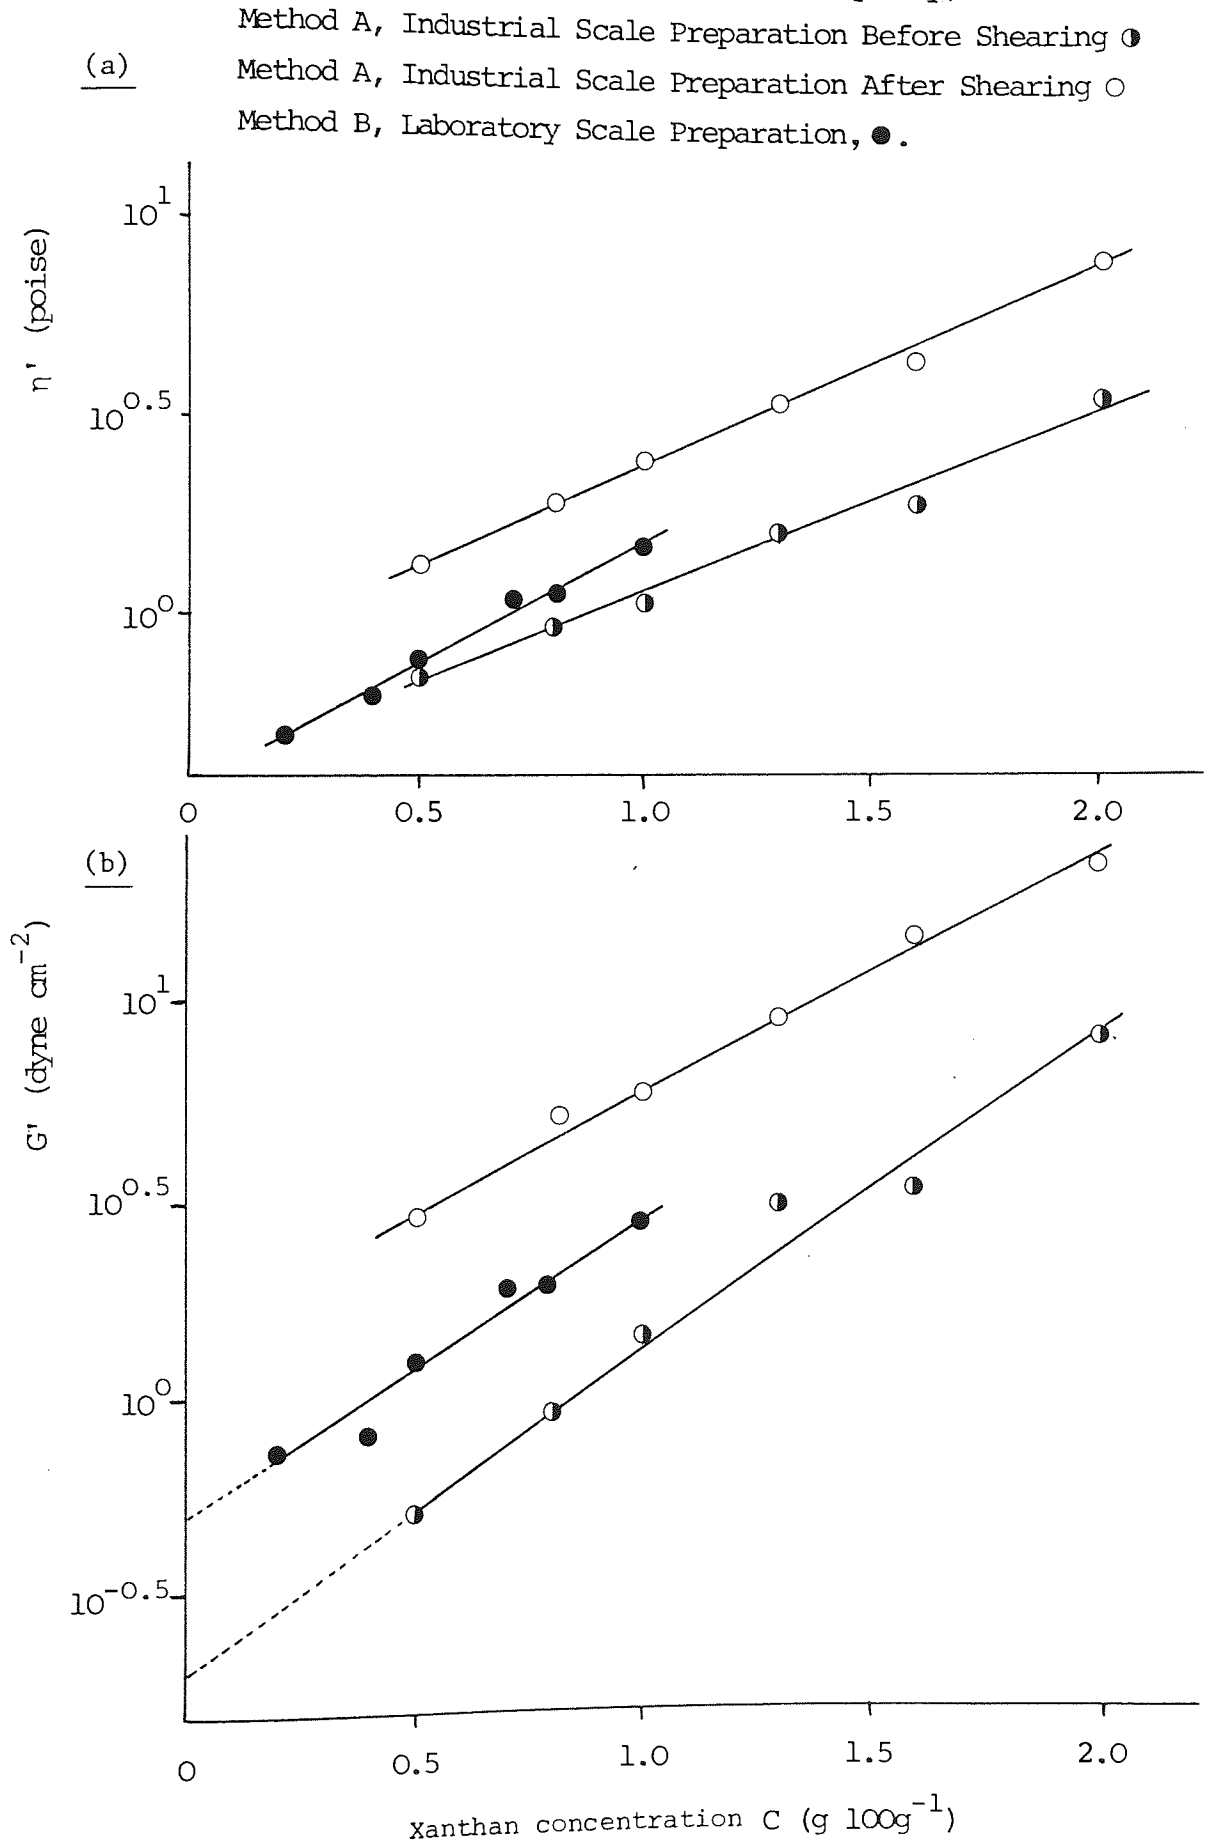 Method A, Industrial Scale Preparation Before Shearing ◑
(a)
Method A, Industrial Scale Preparation After Shearing ○
Method B, Laboratory Scale Preparation, ●.
η' (poise)
10^1
10^0.5
10^0
0 0.5 1.0 1.5 2.0
(b)
G' (dyne cm^-2)
10^1
10^0.5
10^0
10^-0.5
0 0.5 1.0 1.5 2.0
Xanthan concentration C (g 100g^-1)